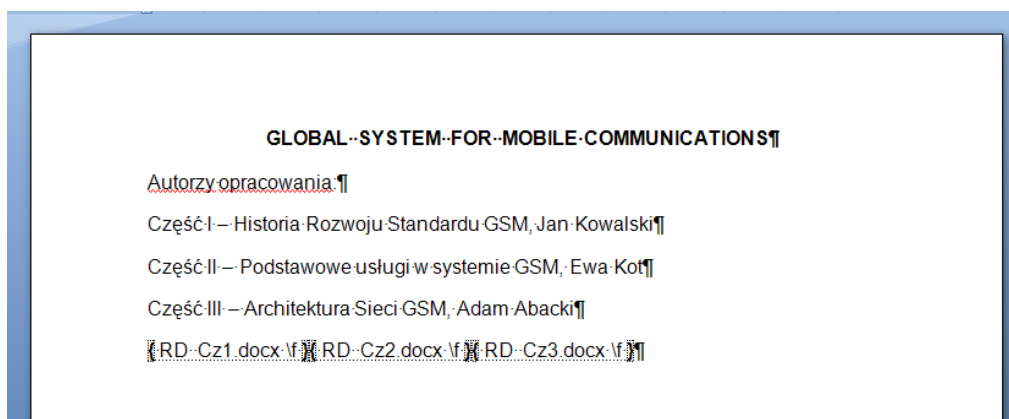 GLOBAL··SYSTEM··FOR··MOBILE·COMMUNICATIONS¶
Autorzy·opracowania:¶
Część·I·–·Historia·Rozwoju·Standardu·GSM,·Jan·Kowalski¶
Część·II·–·Podstawowe·usługi·w·systemie·GSM,·Ewa·Kot¶
Część·III·–·Architektura·Sieci·GSM,·Adam·Abacki¶
{·RD··Cz1.docx·\f·}{·RD··Cz2.docx·\f·}{·RD··Cz3.docx·\f·}¶